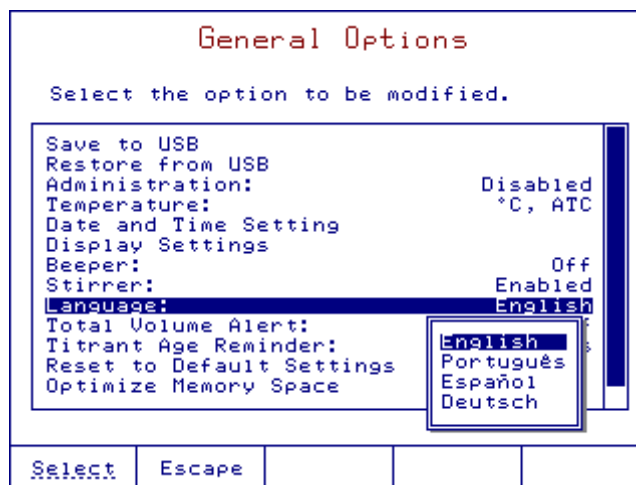 General Options
Select the option to be modified.
Save to USB
Restore from USB
Administration: Disabled
Temperature: °C, ATC
Date and Time Setting
Display Settings
Beeper: Off
Stirrer: Enabled
Language: English
Total Volume Alert:
Titrant Age Reminder:
Reset to Default Settings
Optimize Memory Space
English
Português
Español
Deutsch
Select Escape